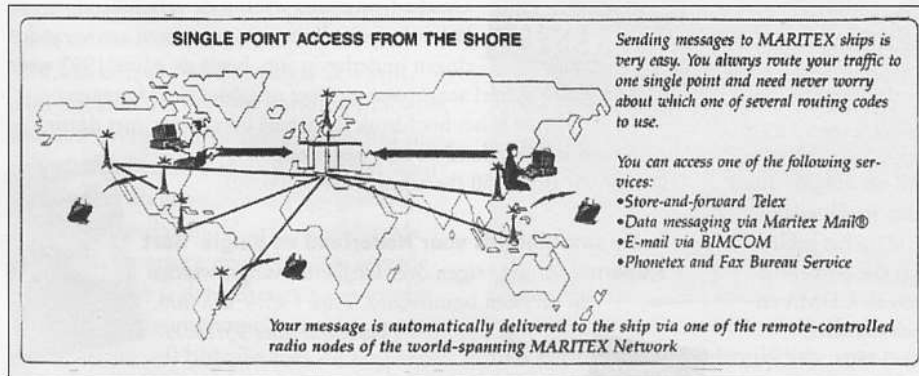 SINGLE POINT ACCESS FROM THE SHORE
Sending messages to MARITEX ships is
very easy. You always route your traffic to
one single point and need never worry
about which one of several routing codes
to use.
You can access one of the following ser-
vices:
•Store-and-forward Telex
•Data messaging via Maritex Mail®
•E-mail via BIMCOM
•Phonetex and Fax Bureau Service
Your message is automatically delivered to the ship via one of the remote-controlled
radio nodes of the world-spanning MARITEX Network